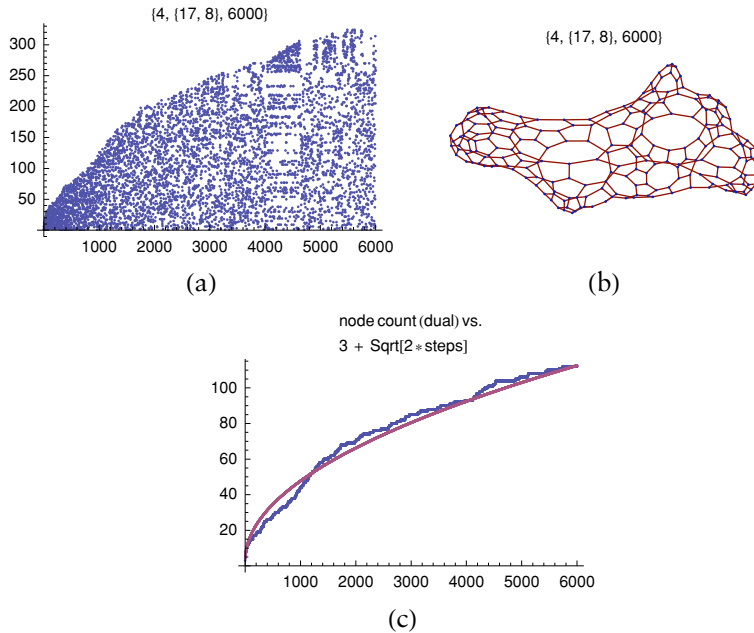 {4, {17, 8}, 6000}
300
250
200
150
100
50
1000 2000 3000 4000 5000 6000
(a)
{4, {17, 8}, 6000}
(b)
node count (dual) vs.
3 + Sqrt[2 * steps]
100
80
60
40
20
1000 2000 3000 4000 5000 6000
(c)